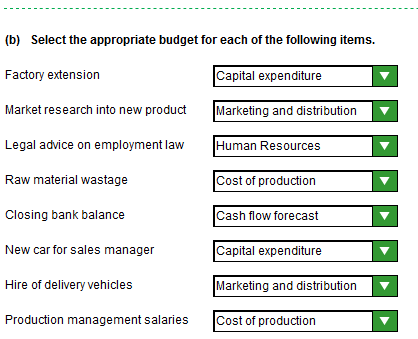 (b) Select the appropriate budget for each of the following items.
Factory extension Capital expenditure
Market research into new product Marketing and distribution
Legal advice on employment law Human Resources
Raw material wastage Cost of production
Closing bank balance Cash flow forecast
New car for sales manager Capital expenditure
Hire of delivery vehicles Marketing and distribution
Production management salaries Cost of production